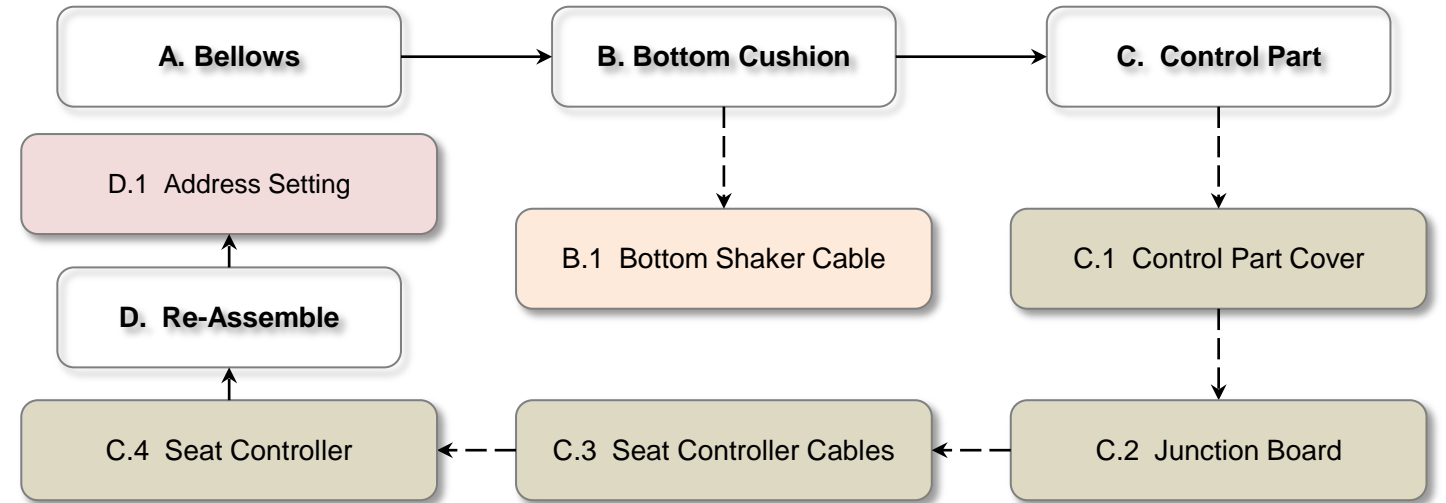 A. Bellows
B. Bottom Cushion
C. Control Part
D.1 Address Setting
B.1 Bottom Shaker Cable
C.1 Control Part Cover
D. Re-Assemble
C.4 Seat Controller
C.3 Seat Controller Cables
C.2 Junction Board